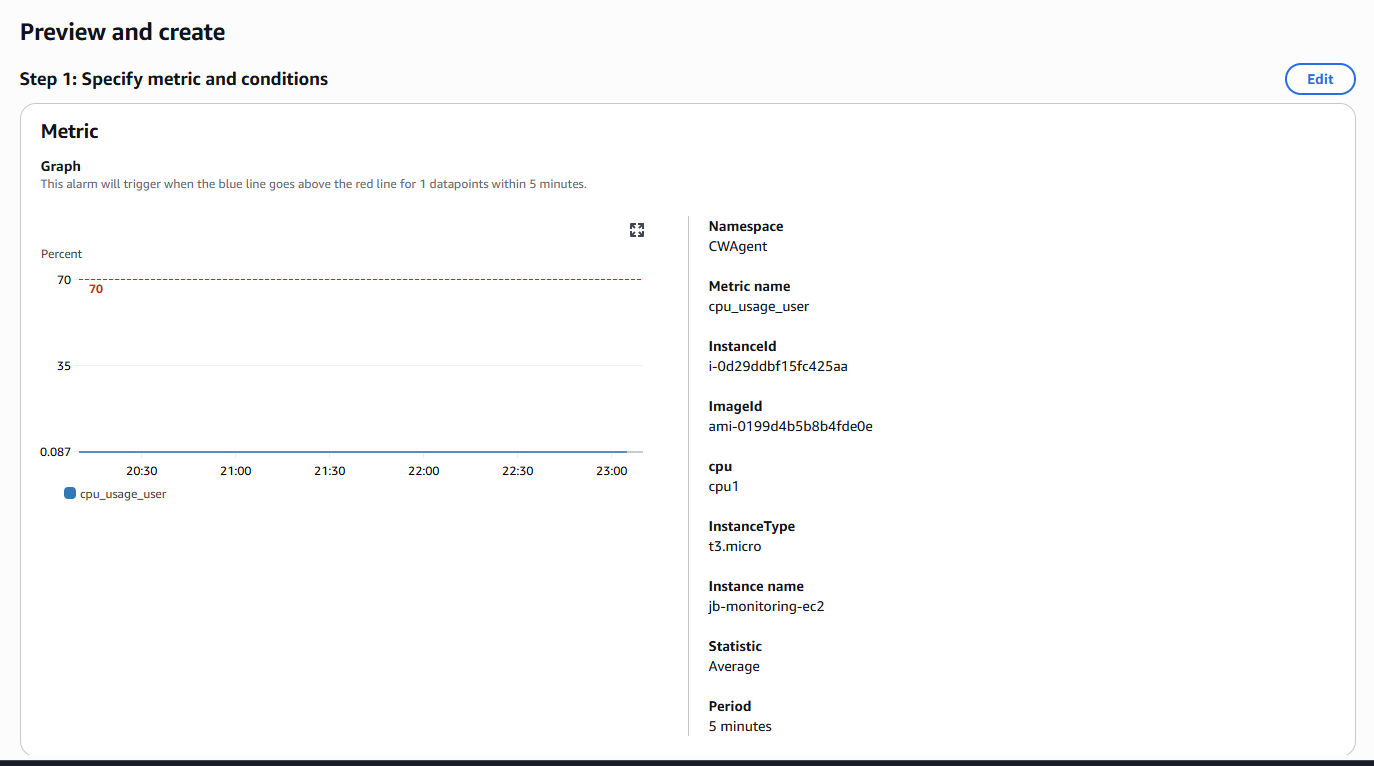 Preview and create
Step 1: Specify metric and conditions
Edit
Metric
Graph
This alarm will trigger when the blue line goes above the red line for 1 datapoints within 5 minutes.
Percent
70
70
35
0.087
20:30 21:00 21:30 22:00 22:30 23:00
cpu_usage_user
Namespace
CWAgent
Metric name
cpu_usage_user
InstanceId
i-0d29ddbf15fc425aa
ImageId
ami-0199d4b5b8b4fde0e
cpu
cpu1
InstanceType
t3.micro
Instance name
jb-monitoring-ec2
Statistic
Average
Period
5 minutes